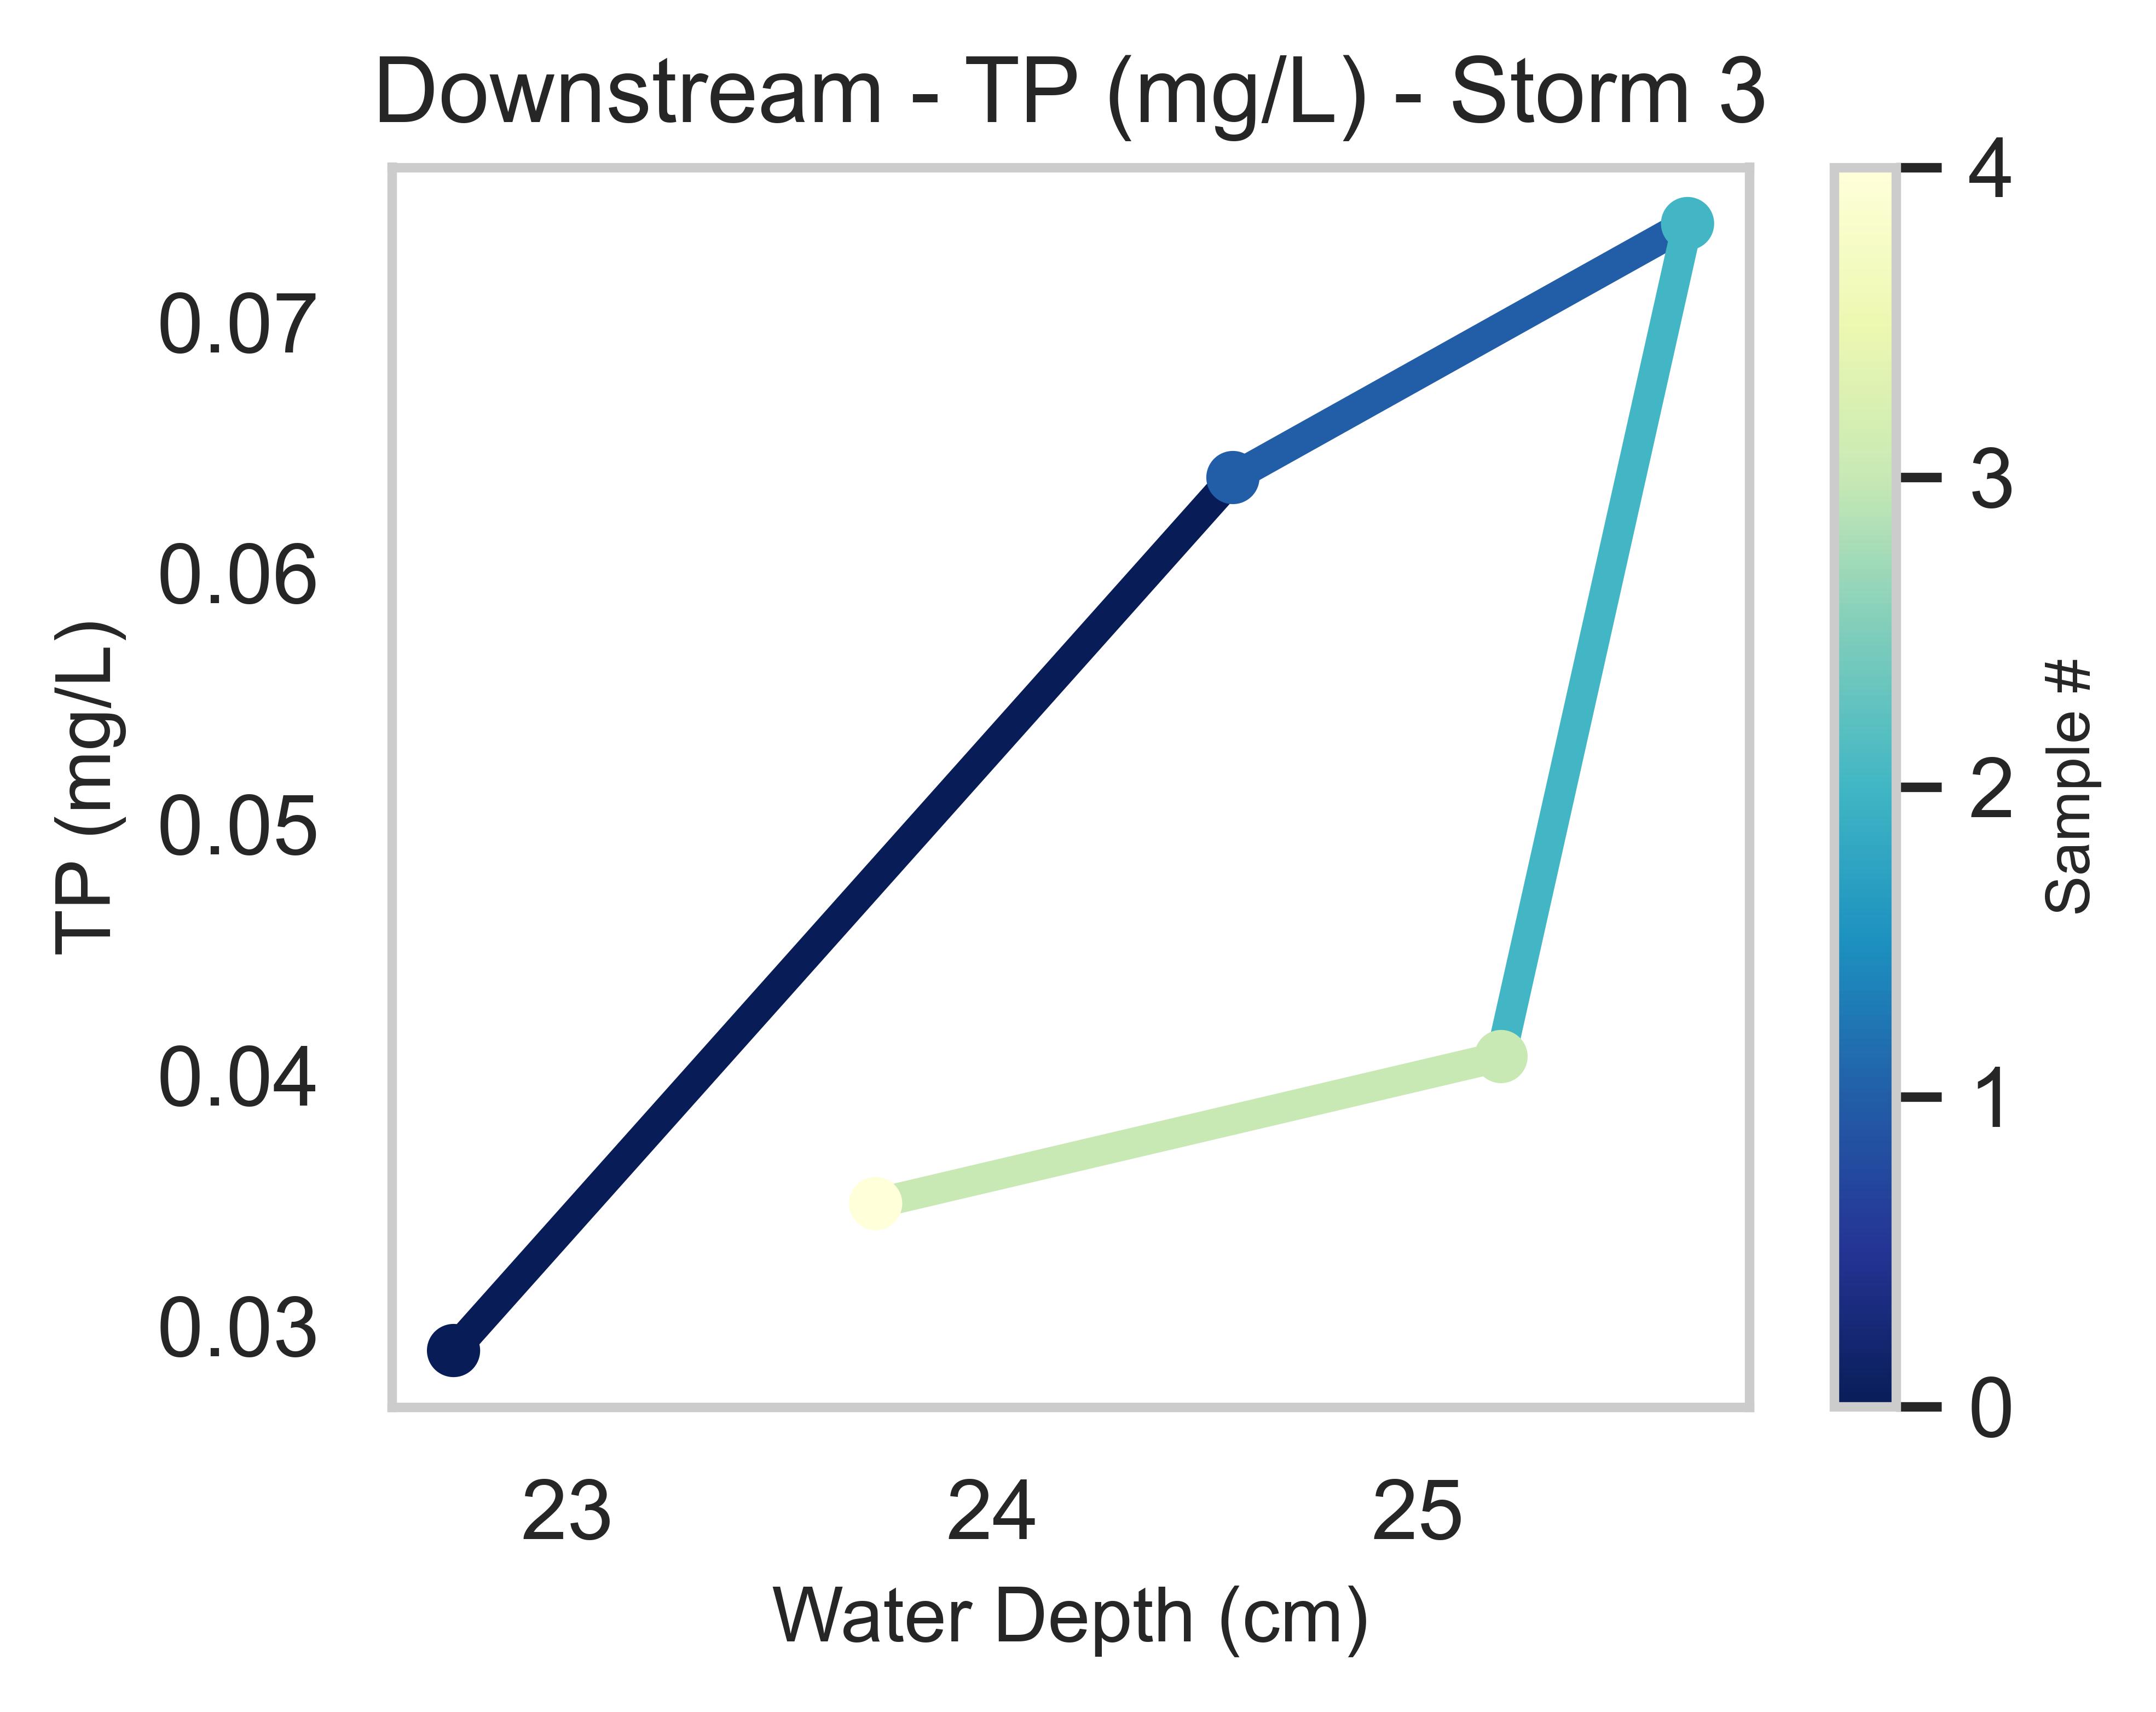 Downstream - TP (mg/L) - Storm 3
TP (mg/L)
0.07
0.06
0.05
0.04
0.03
23 24 25
Water Depth (cm)
4
3
2
1
0
Sample #